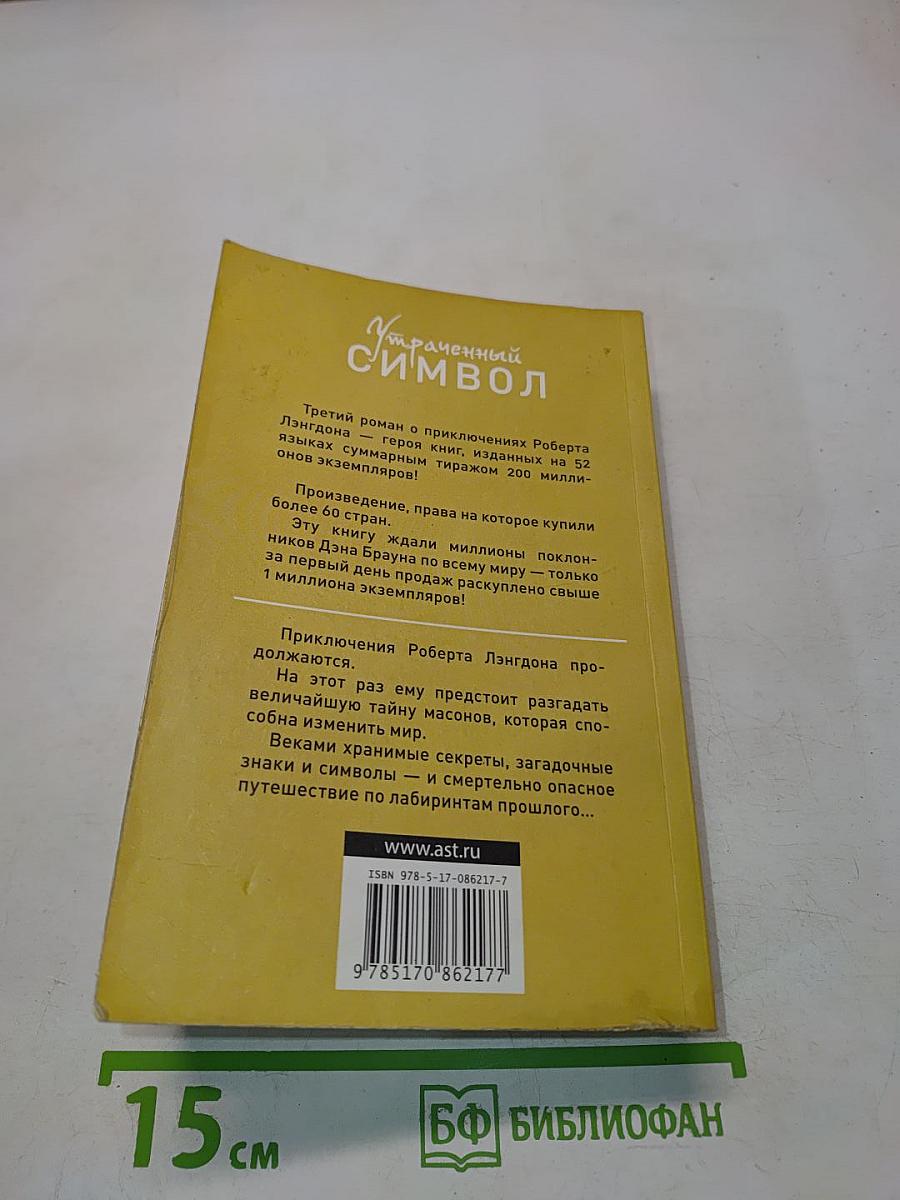 Утраченный
СИМВОЛ
Третий роман о приключениях Роберта
Лэнгдона — героя книг, изданных на 52
языках суммарным тиражом 200 милли-
онов экземпляров!
Произведение, права на которое купили
более 60 стран.
Эту книгу ждали миллионы поклон-
ников Дэна Брауна по всему миру — только
за первый день продаж раскуплено свыше
1 миллиона экземпляров!
Приключения Роберта Лэнгдона про-
должаются.
На этот раз ему предстоит разгадать
величайшую тайну масонов, которая спо-
собна изменить мир.
Веками хранимые секреты, загадочные
знаки и символы — и смертельно опасное
путешествие по лабиринтам прошлого...
www.ast.ru
ISBN 978-5-17-086217-7
9 785170 862177
15 см
БФ БИБЛИОФАН